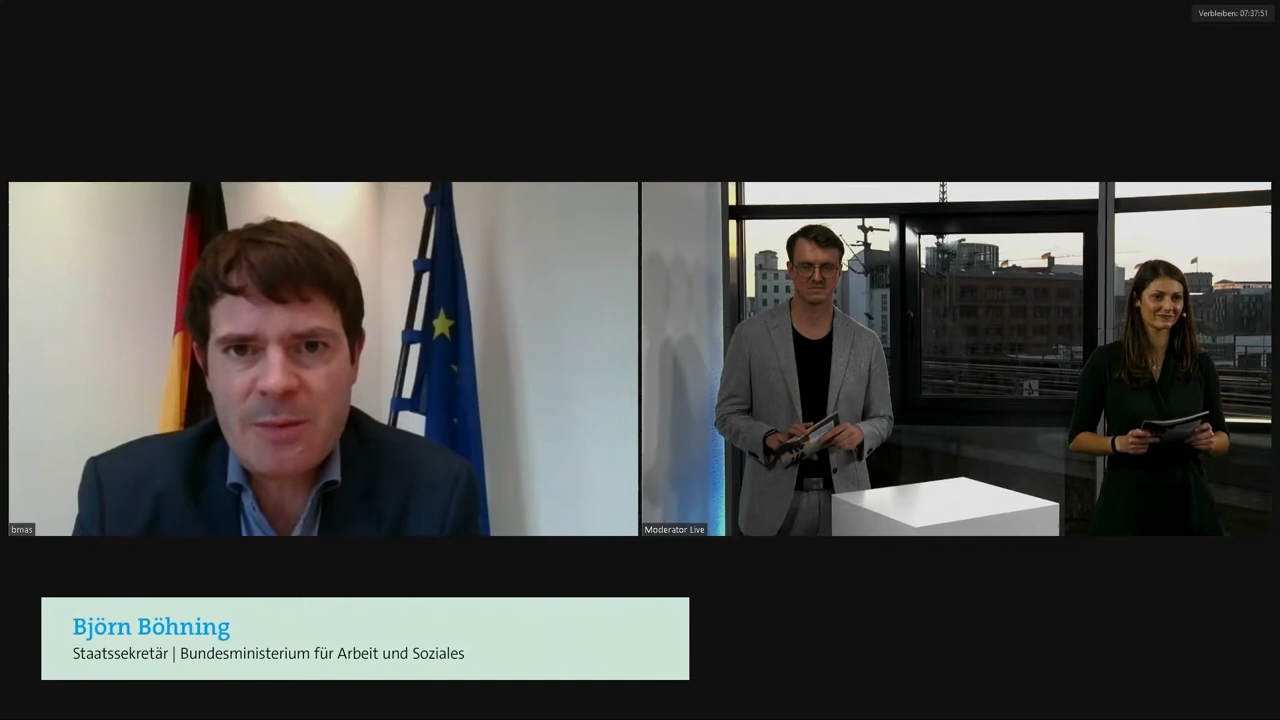 Verbleiben: 07:37:51
bmas
Moderator Live
Björn Böhning
Staatssekretär | Bundesministerium für Arbeit und Soziales